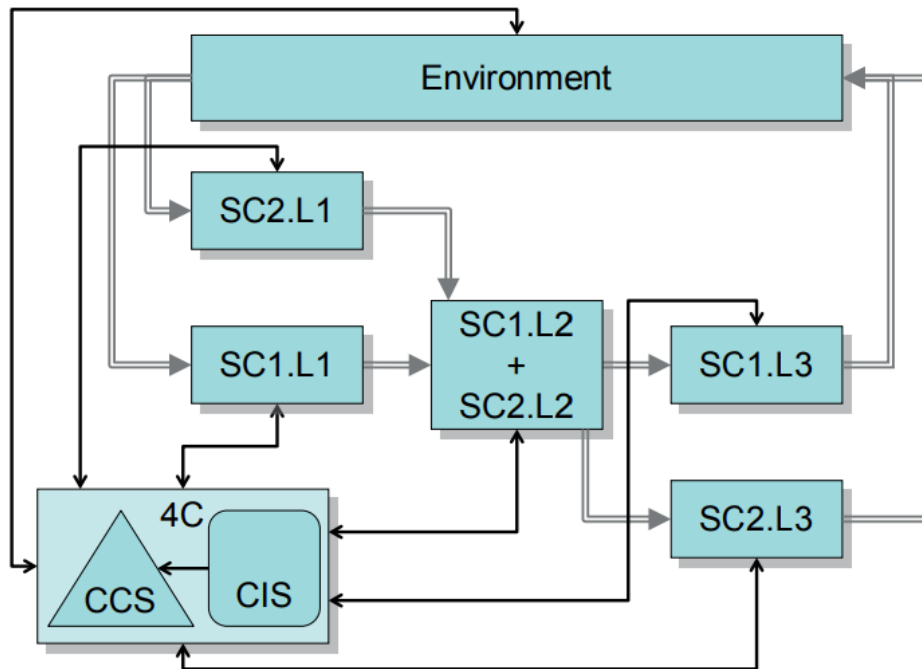 Environment
SC2.L1
SC1.L1
SC1.L2
+
SC2.L2
SC1.L3
SC2.L3
4C
CCS
CIS